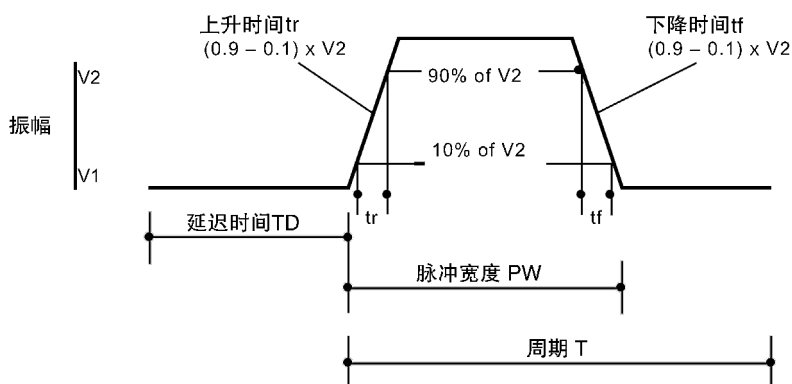 上升时间tr
(0.9 – 0.1) x V2
下降时间tf
(0.9 – 0.1) x V2
V2
90% of V2
振幅
10% of V2
V1
tr
tf
延迟时间TD
脉冲宽度 PW
周期 T